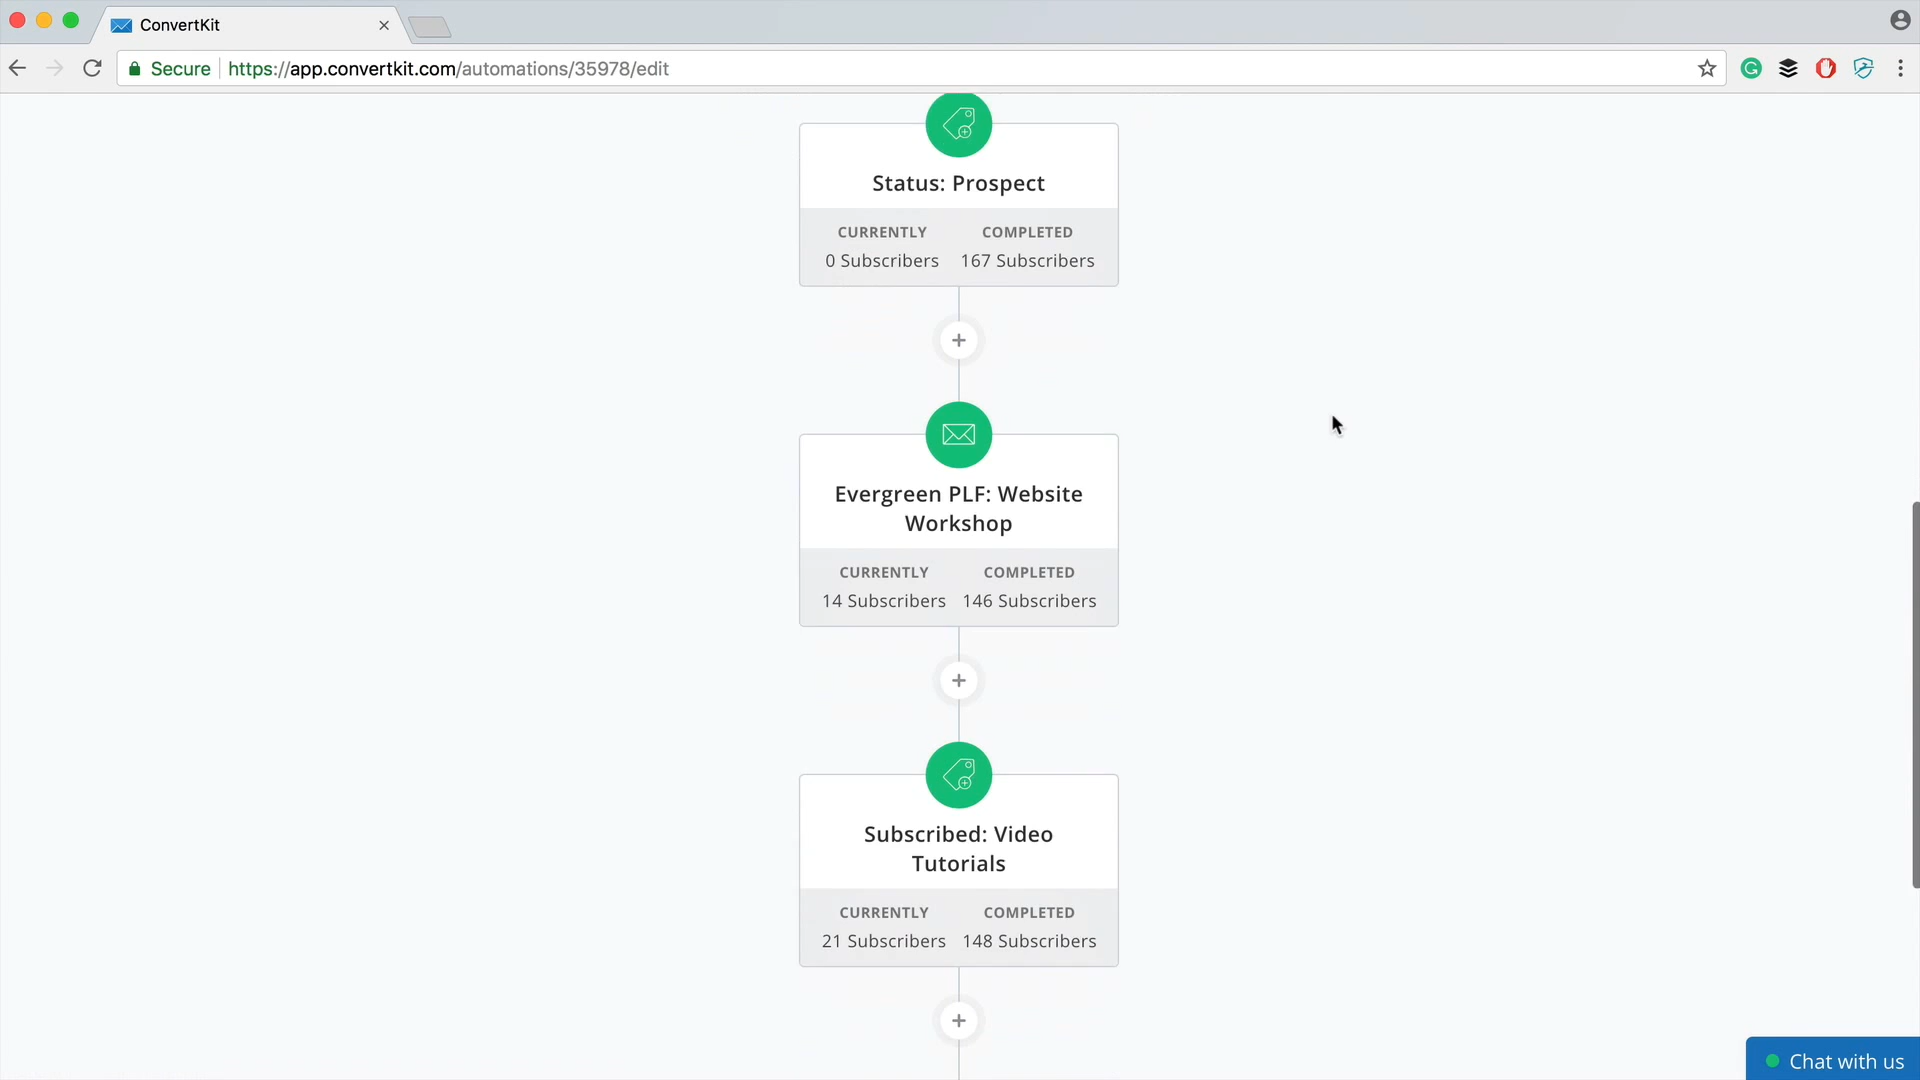 ConvertKit
Secure https://app.convertkit.com/automations/35978/edit
Status: Prospect
CURRENTLY COMPLETED
0 Subscribers 167 Subscribers
Evergreen PLF: Website
Workshop
CURRENTLY COMPLETED
14 Subscribers 146 Subscribers
Subscribed: Video
Tutorials
CURRENTLY COMPLETED
21 Subscribers 148 Subscribers
Chat with us